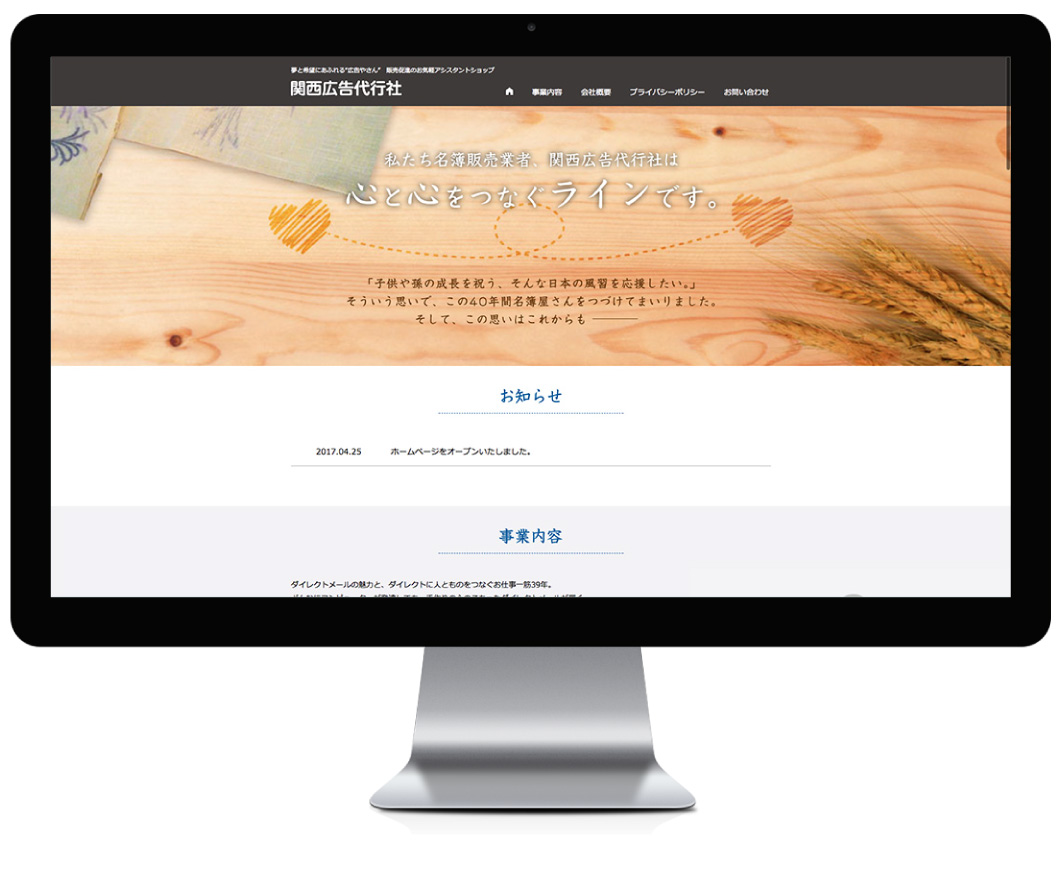 夢と希望にあふれる"広告やさん" 販売促進のお気軽アシスタントショップ
関西広告代行社
事業内容 会社概要 プライバシーポリシー お問い合わせ
私たち名簿販売業者、関西広告代行社は
心と心をつなぐラインです。
「子供や孫の成長を祝う、そんな日本の風習を応援したい。」
そういう思いで、この40年間名簿屋さんをつづけてまいりました。
そして、この思いはこれからも ────
お知らせ
2017.04.25 ホームページをオープンいたしました。
事業内容
ダイレクトメールの魅力と、ダイレクトに人とものをつなぐお仕事一筋39年。